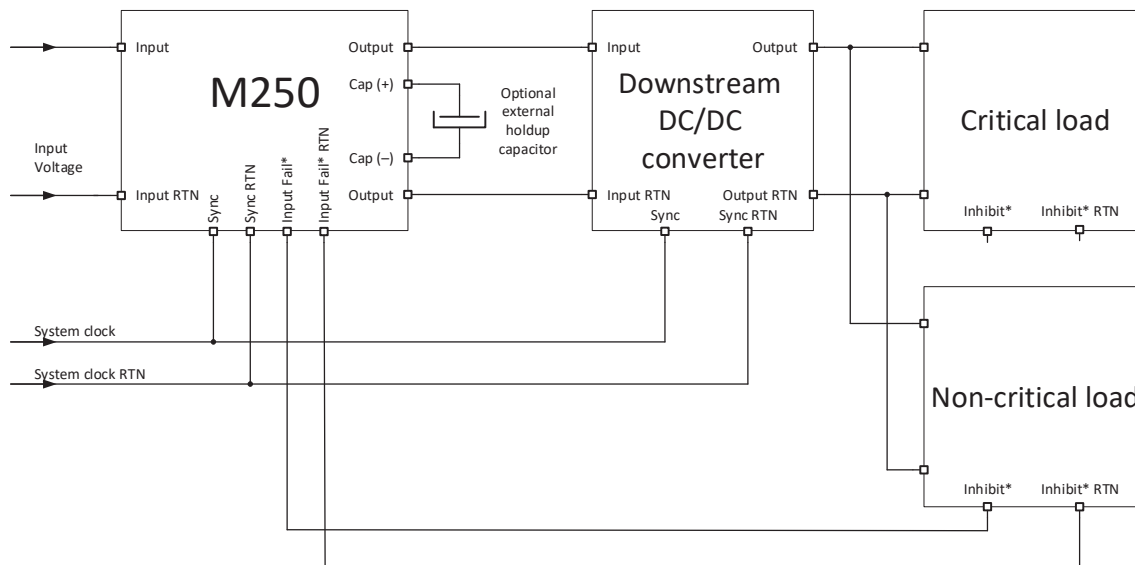 Input
Output
Input
Output
M250
Cap (+)
Optional
external
holdup
capacitor
Downstream
DC/DC
converter
Critical load
Input
Voltage
Cap (–)
Input RTN
Output
Input RTN
Output RTN
Sync
Sync RTN
Input Fail*
Input Fail* RTN
Sync
Sync RTN
Inhibit*
Inhibit* RTN
System clock
System clock RTN
Non-critical load
Inhibit*
Inhibit* RTN